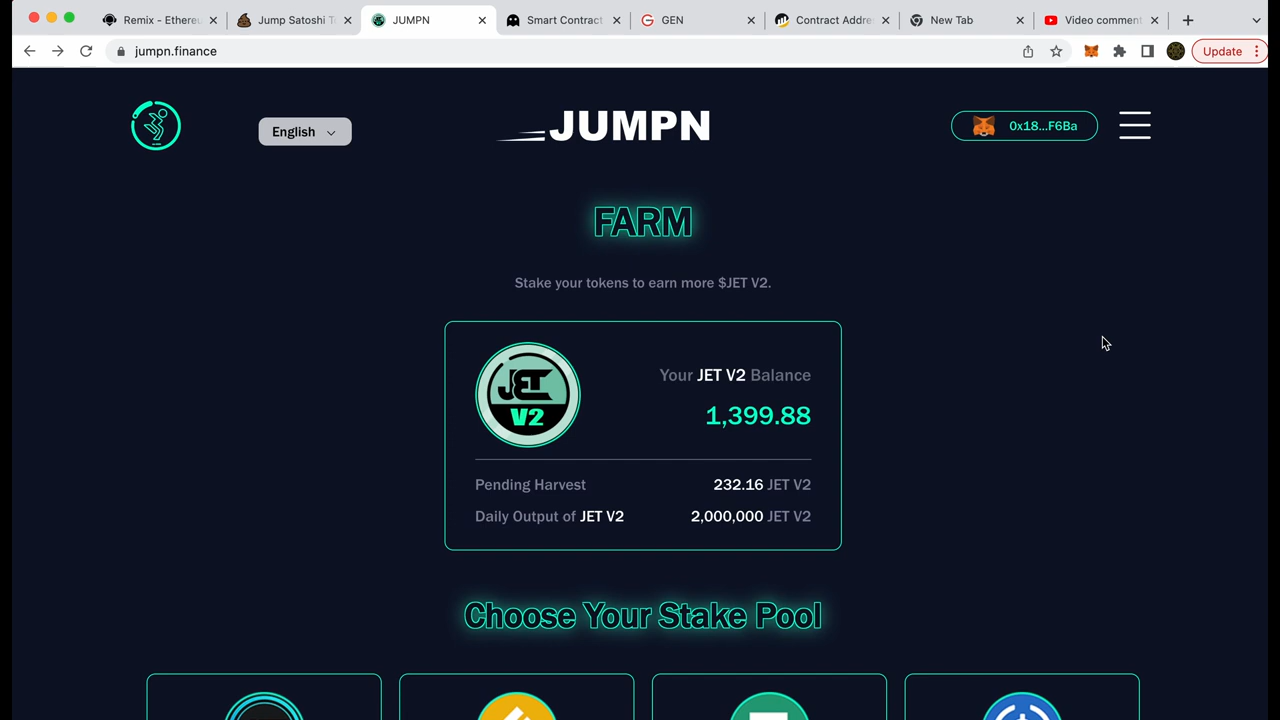 Remix - Ethereu
Jump Satoshi To
JUMPN
Smart Contract
GEN
Contract Addre
New Tab
Video comment
jumpn.finance
Update
English
JUMPN
0x18...F6Ba
FARM
Stake your tokens to earn more $JET V2.
JET
V2
Your JET V2 Balance
1,399.88
Pending Harvest 232.16 JET V2
Daily Output of JET V2 2,000,000 JET V2
Choose Your Stake Pool